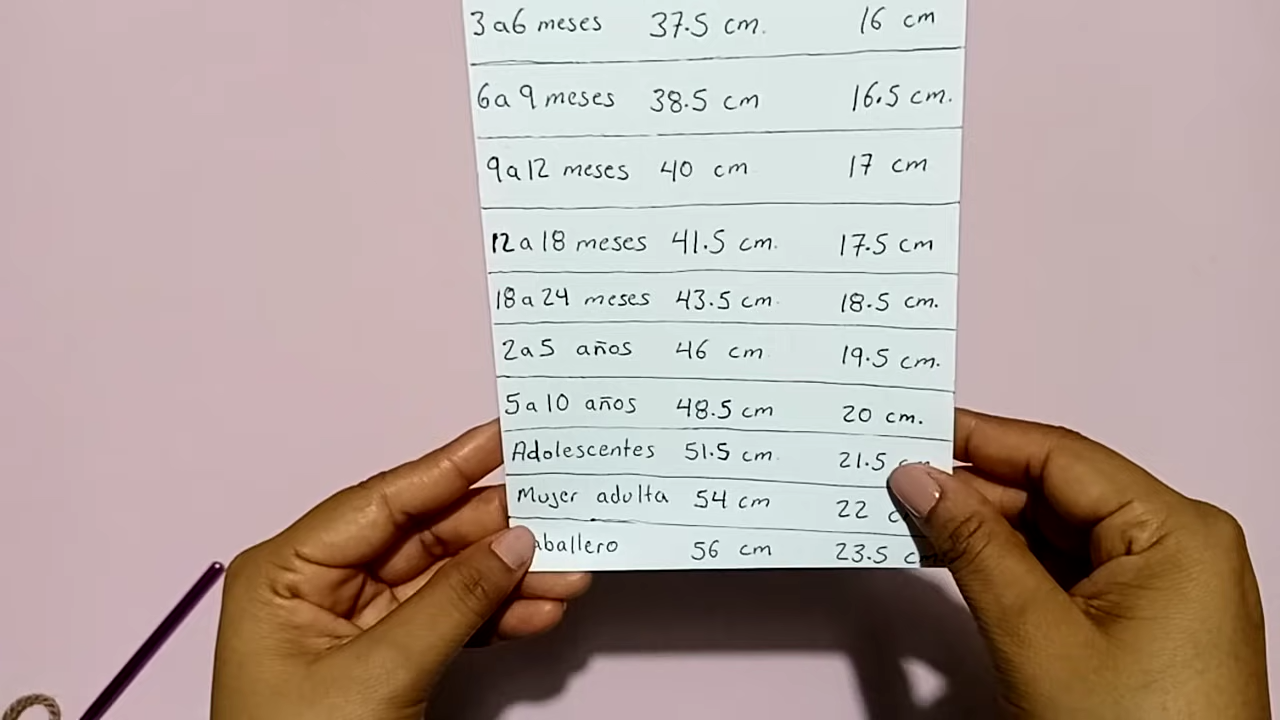 3 a 6 meses 37.5 cm. 16 cm
6 a 9 meses 38.5 cm 16.5 cm.
9 a 12 meses 40 cm 17 cm
12 a 18 meses 41.5 cm. 17.5 cm
18 a 24 meses 43.5 cm. 18.5 cm.
2 a 5 años 46 cm 19.5 cm.
5 a 10 años 48.5 cm 20 cm.
Adolescentes 51.5 cm. 21.5 cm
Mujer adulta 54 cm 22 c
aballero 56 cm 23.5 cm